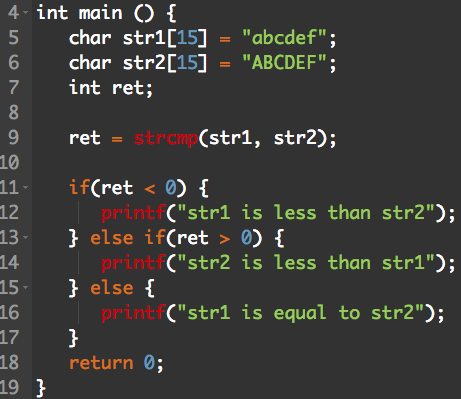 4 int main () {
5 char str1[15] = "abcdef";
6 char str2[15] = "ABCDEF";
7 int ret;
8
9 ret = strcmp(str1, str2);
10
11 if(ret < 0) {
12 printf("str1 is less than str2");
13 } else if(ret > 0) {
14 printf("str2 is less than str1");
15 } else {
16 printf("str1 is equal to str2");
17 }
18 return 0;
19 }